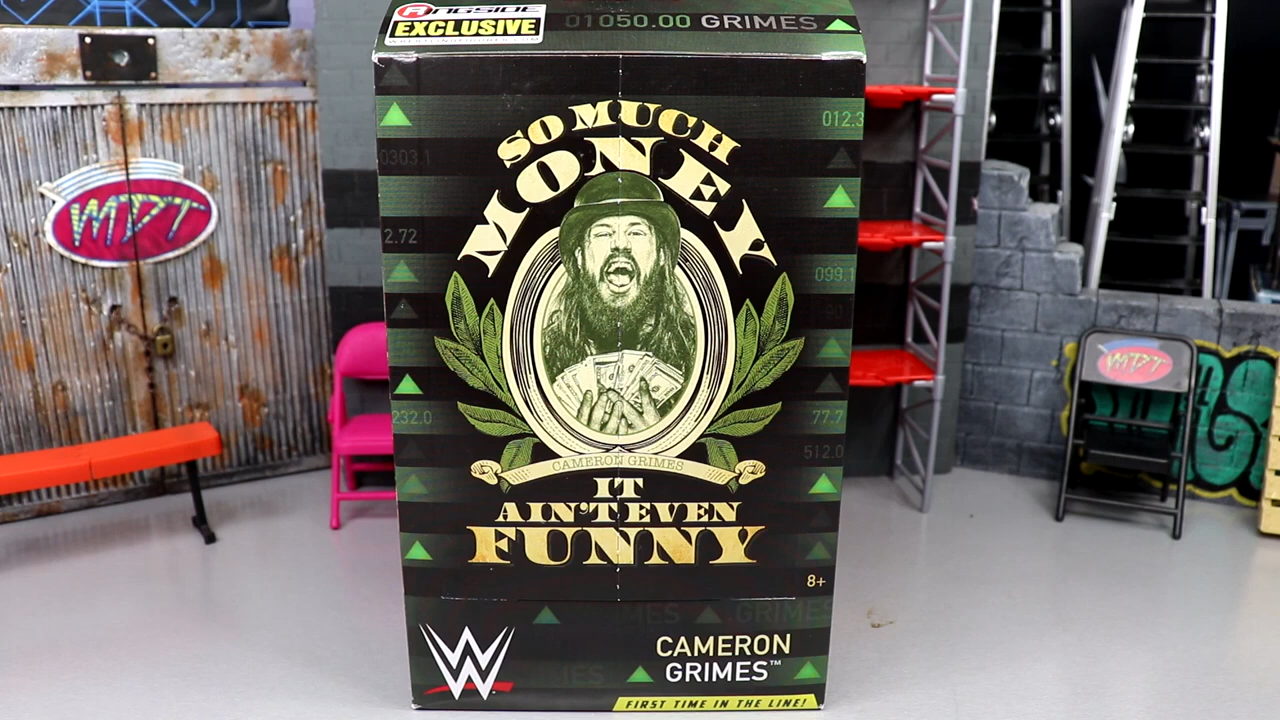 RINGSIDE
EXCLUSIVE
01050.00 GRIMES
012.3
0303.1
SO MUCH
MONEY
2.72
099.1
90
232.0
77.7
512.0
CAMERON GRIMES
IT
AIN'T EVEN
FUNNY
8+
GRIMES
CAMERON
GRIMES™
FIRST TIME IN THE LINE!
W
MDT
MDT